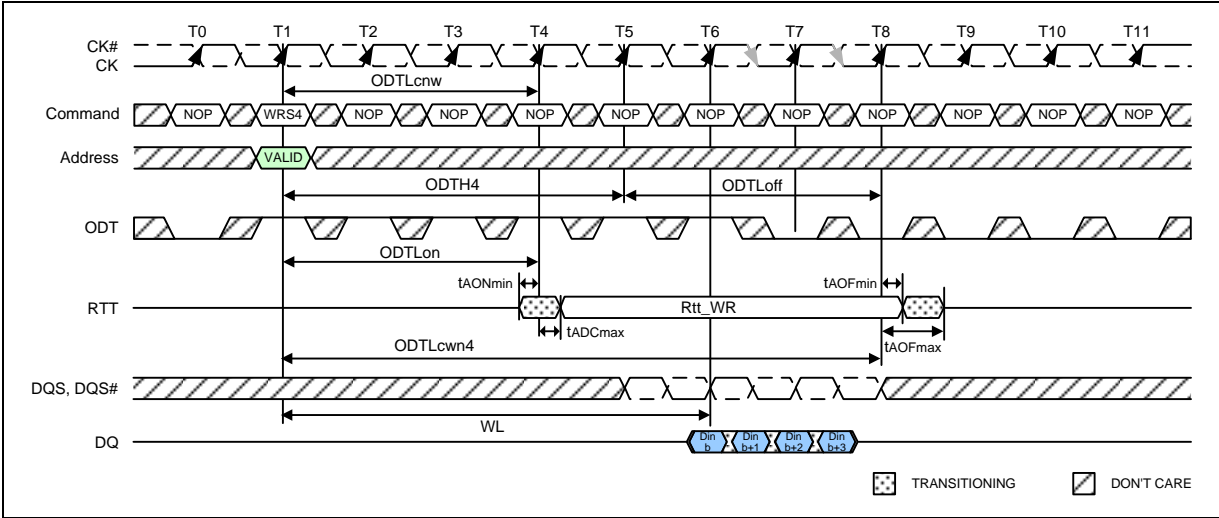 T0 T1 T2 T3 T4 T5 T6 T7 T8 T9 T10 T11
CK#
CK
ODTLcnw
Command NOP WRS4 NOP NOP NOP NOP NOP NOP NOP NOP NOP NOP
Address VALID
ODTH4 ODTLoff
ODT
ODTLon
tAONmin tAOFmin
RTT Rtt_WR
tADCmax tAOFmax
ODTLcwn4
DQS, DQS#
WL
DQ Din b Din b+1 Din b+2 Din b+3
TRANSITIONING DON'T CARE